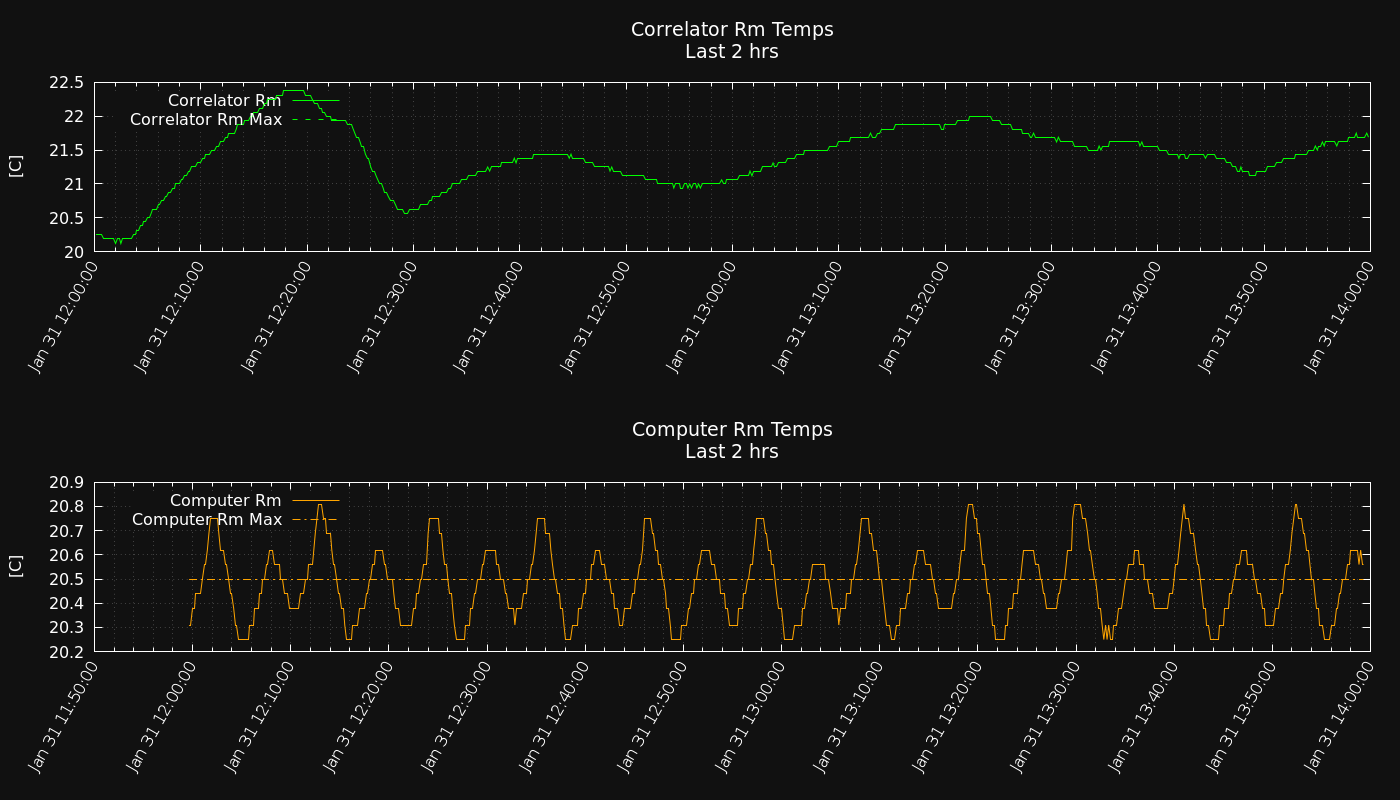 Correlator Rm Temps
Last 2 hrs
22.5
22
21.5
21
20.5
20
[C]
Correlator Rm
Correlator Rm Max
Jan 31 12:00:00
Jan 31 12:10:00
Jan 31 12:20:00
Jan 31 12:30:00
Jan 31 12:40:00
Jan 31 12:50:00
Jan 31 13:00:00
Jan 31 13:10:00
Jan 31 13:20:00
Jan 31 13:30:00
Jan 31 13:40:00
Jan 31 13:50:00
Jan 31 14:00:00
Computer Rm Temps
Last 2 hrs
20.9
20.8
20.7
20.6
20.5
20.4
20.3
20.2
[C]
Computer Rm
Computer Rm Max
Jan 31 11:50:00
Jan 31 12:00:00
Jan 31 12:10:00
Jan 31 12:20:00
Jan 31 12:30:00
Jan 31 12:40:00
Jan 31 12:50:00
Jan 31 13:00:00
Jan 31 13:10:00
Jan 31 13:20:00
Jan 31 13:30:00
Jan 31 13:40:00
Jan 31 13:50:00
Jan 31 14:00:00